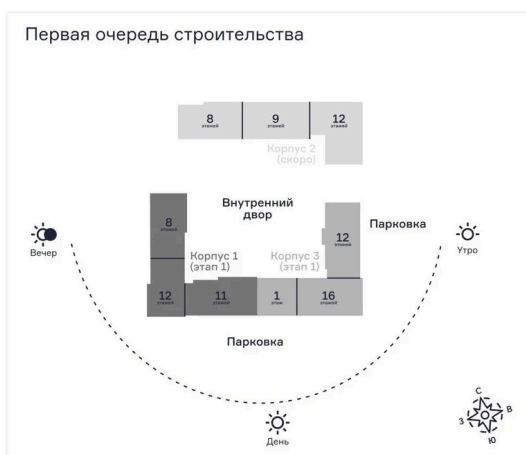 Первая очередь строительства
8
этажей
9
этажей
12
этажей
Корпус 2
(скоро)
Внутренний
двор
8
этажей
12
этажей
Парковка
Вечер
Утро
Корпус 1
(этап 1)
Корпус 3
(этап 1)
12
этажей
11
этажей
1
этаж
16
этажей
Парковка
День
С
В
З
Ю